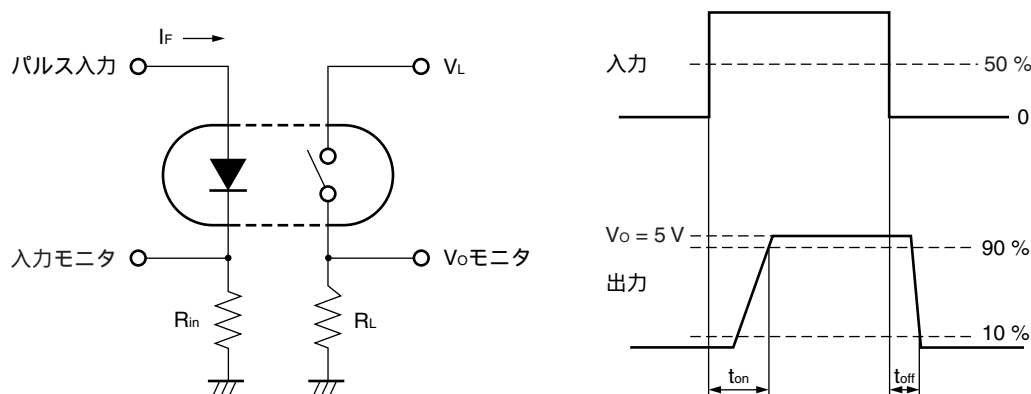 IF
パルス入力
VL
入力モニタ
VOモニタ
Rin
RL
入力
50 %
0
VO = 5 V
90 %
出力
10 %
ton
toff